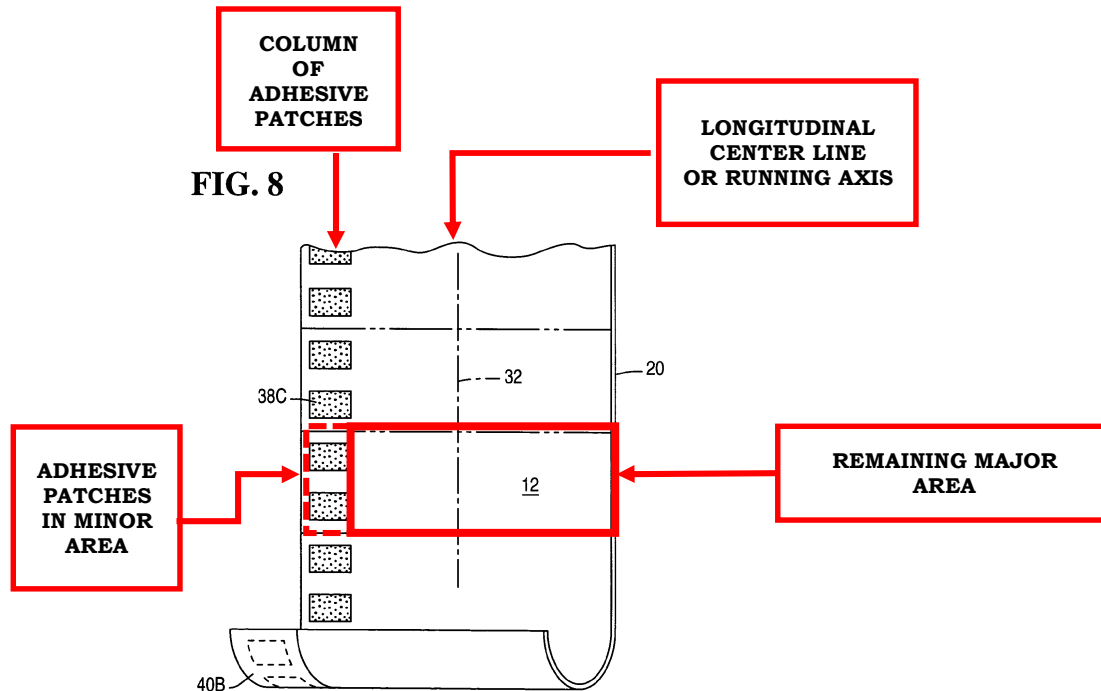 COLUMN
OF
ADHESIVE
PATCHES
LONGITUDINAL
CENTER LINE
OR RUNNING AXIS
FIG. 8
32
20
38C
ADHESIVE
PATCHES
IN MINOR
AREA
12
REMAINING MAJOR
AREA
40B